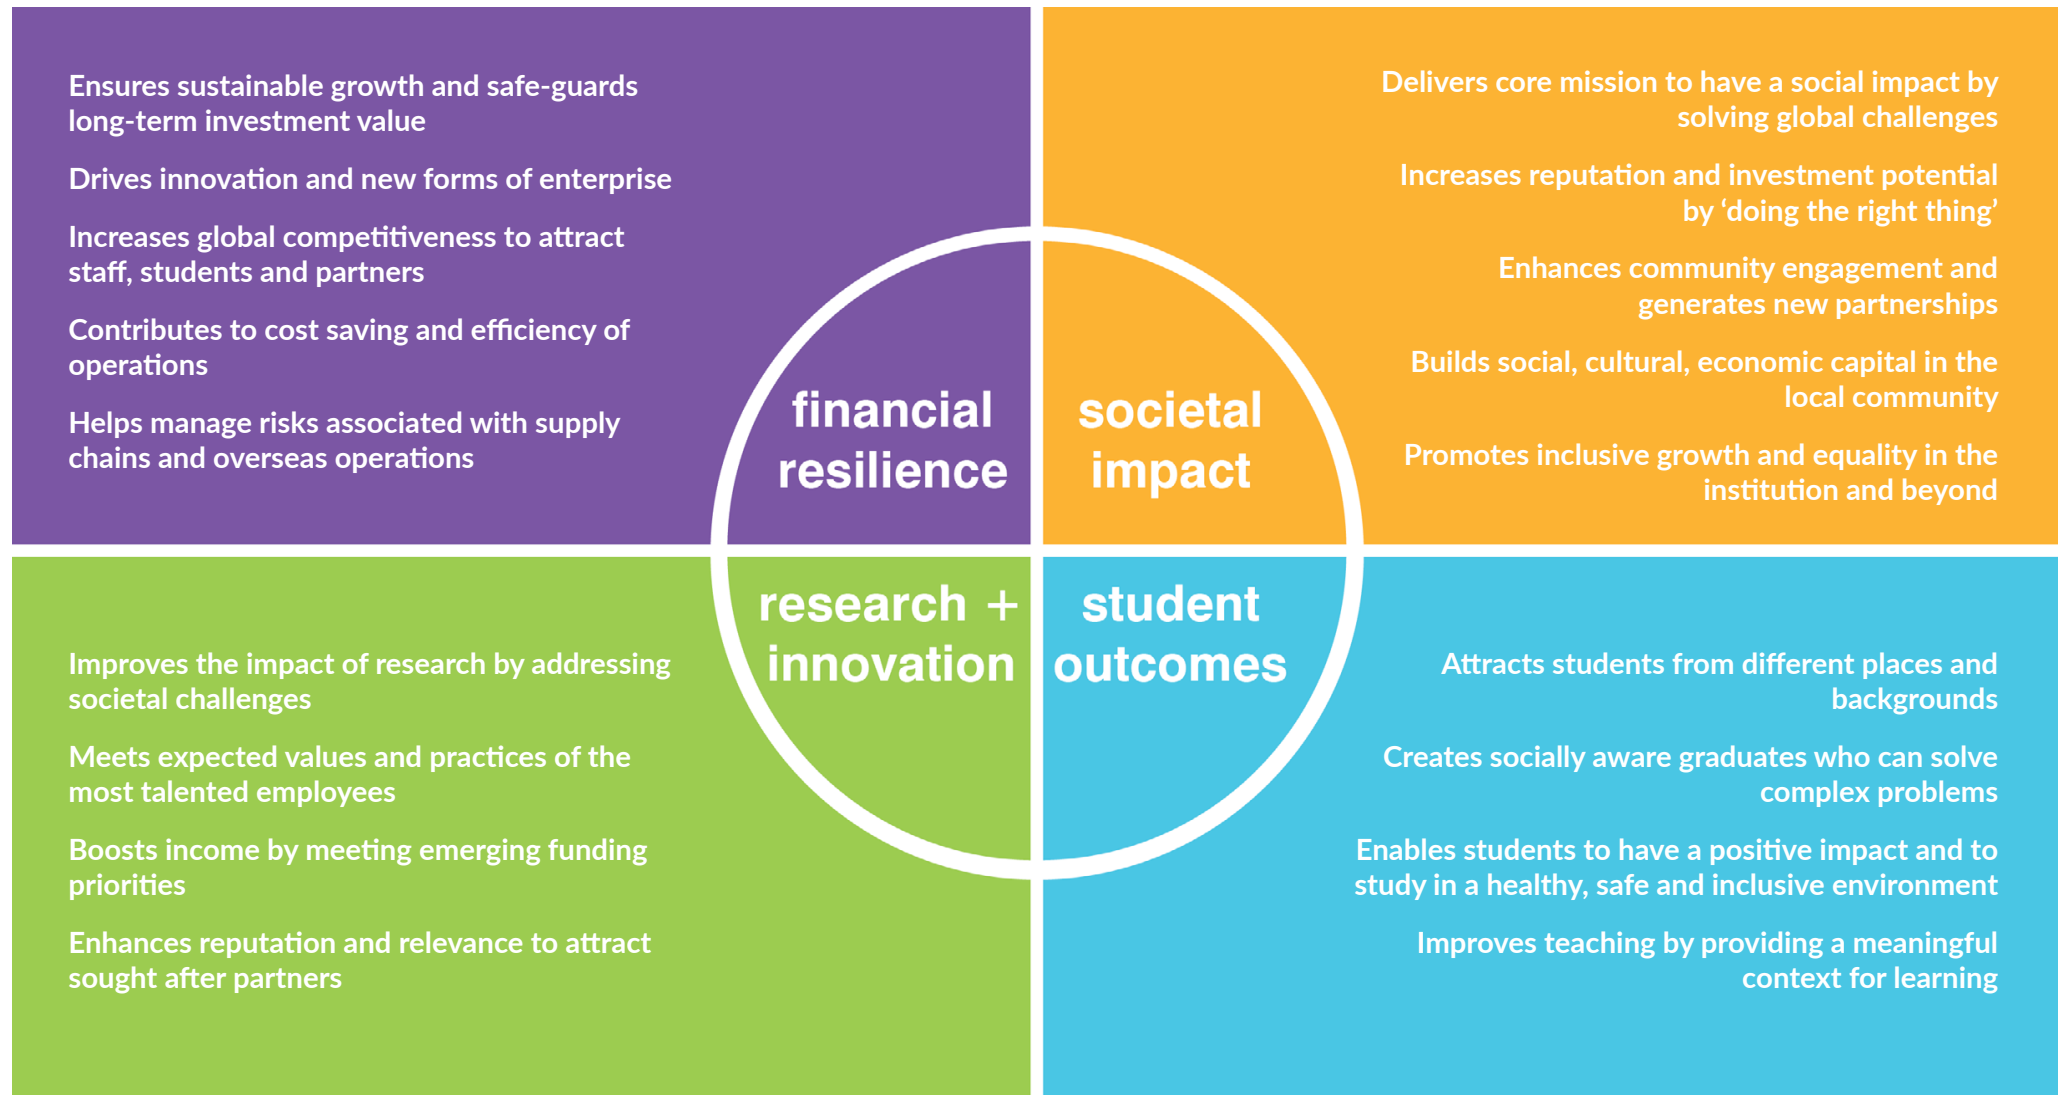 Ensures sustainable growth and safe-guards
long-term investment value
Drives innovation and new forms of enterprise
Increases global competitiveness to attract
staff, students and partners
Contributes to cost saving and efficiency of
operations
Helps manage risks associated with supply
chains and overseas operations
financial
resilience
Delivers core mission to have a social impact by
solving global challenges
Increases reputation and investment potential
by ‘doing the right thing’
Enhances community engagement and
generates new partnerships
Builds social, cultural, economic capital in the
local community
Promotes inclusive growth and equality in the
institution and beyond
societal
impact
research +
innovation
Improves the impact of research by addressing
societal challenges
Meets expected values and practices of the
most talented employees
Boosts income by meeting emerging funding
priorities
Enhances reputation and relevance to attract
sought after partners
student
outcomes
Attracts students from different places and
backgrounds
Creates socially aware graduates who can solve
complex problems
Enables students to have a positive impact and to
study in a healthy, safe and inclusive environment
Improves teaching by providing a meaningful
context for learning